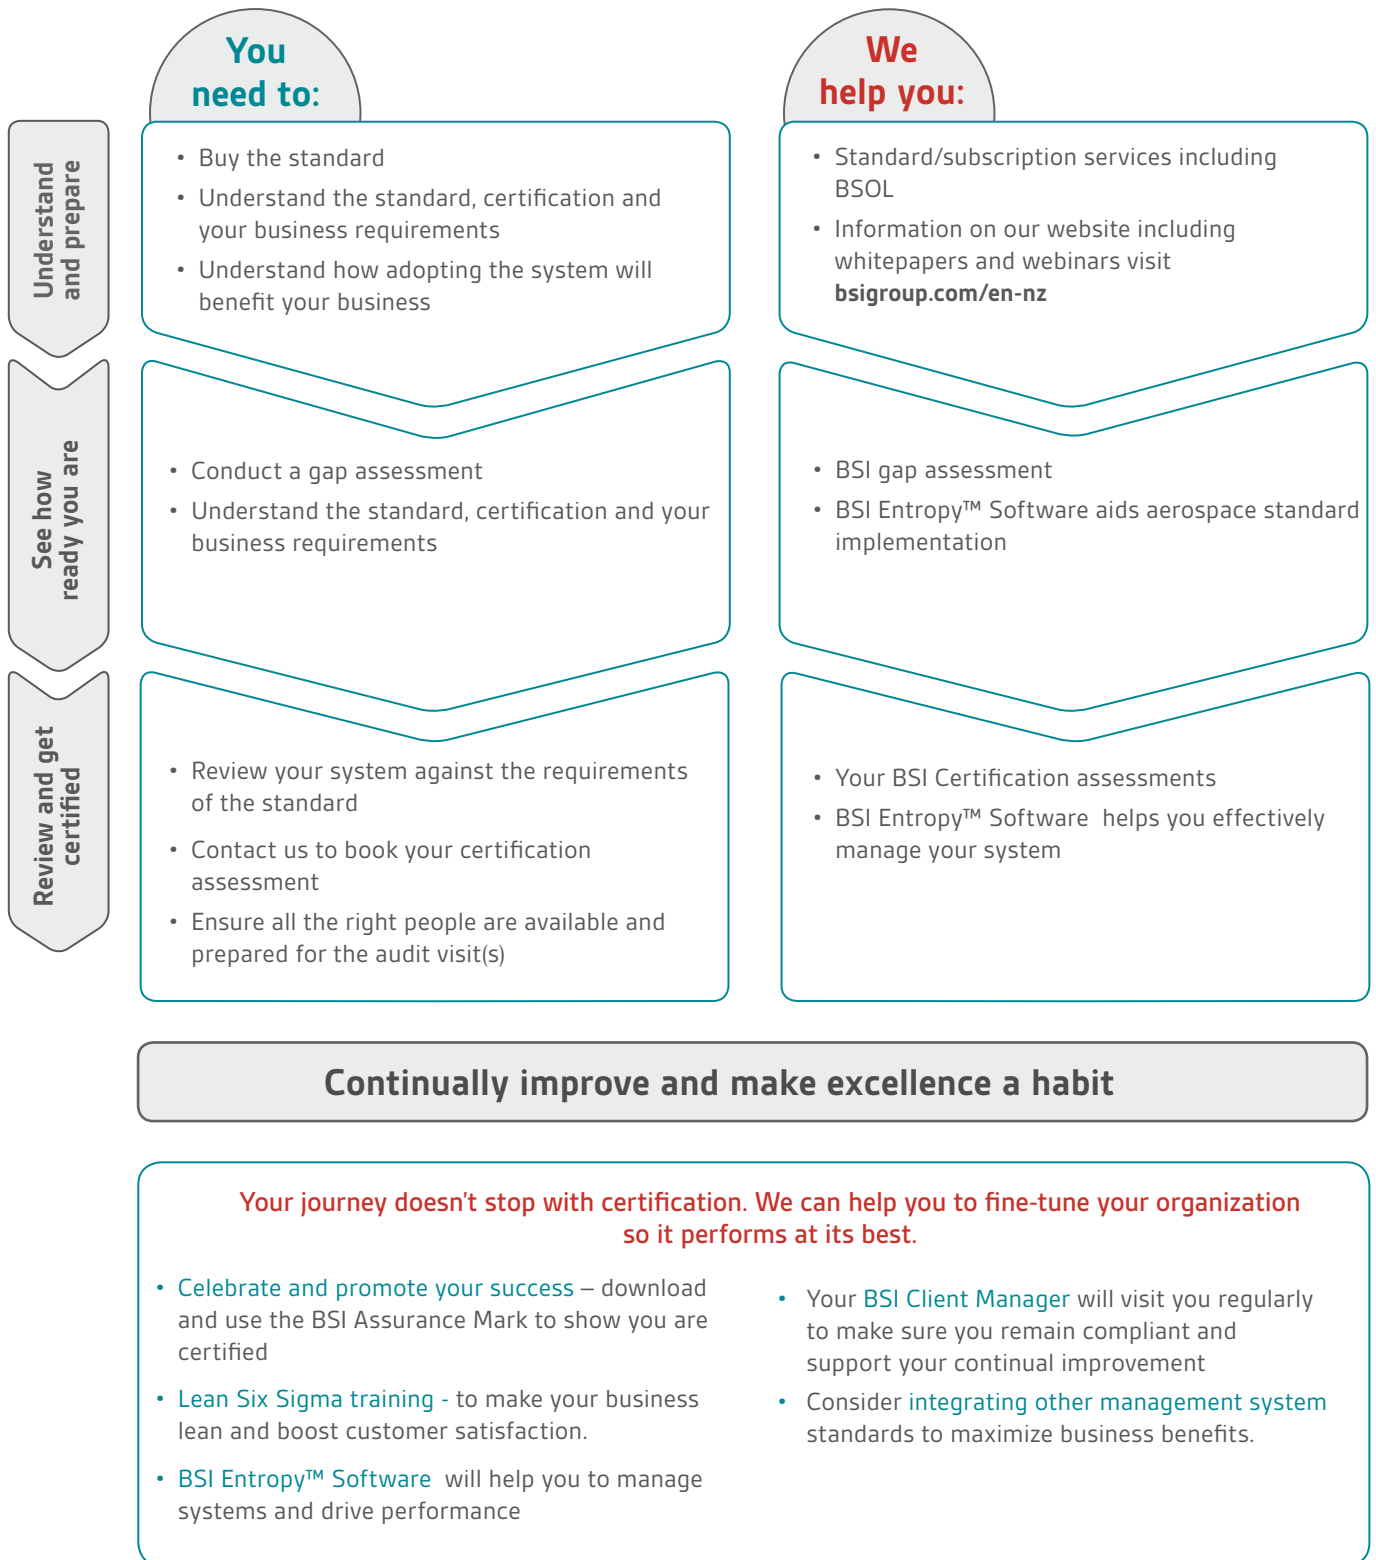 You
need to:
We
help you:
Understand
and prepare
• Buy the standard
• Understand the standard, certification and
your business requirements
• Understand how adopting the system will
benefit your business
• Standard/subscription services including
BSOL
• Information on our website including
whitepapers and webinars visit
bsigroup.com/en-nz
See how
ready you are
• Conduct a gap assessment
• Understand the standard, certification and your
business requirements
• BSI gap assessment
• BSI Entropy™ Software aids aerospace standard
implementation
Review and get
certified
• Review your system against the requirements
of the standard
• Contact us to book your certification
assessment
• Ensure all the right people are available and
prepared for the audit visit(s)
• Your BSI Certification assessments
• BSI Entropy™ Software helps you effectively
manage your system
Continually improve and make excellence a habit
Your journey doesn't stop with certification. We can help you to fine-tune your organization
so it performs at its best.
• Celebrate and promote your success – download
and use the BSI Assurance Mark to show you are
certified
• Lean Six Sigma training - to make your business
lean and boost customer satisfaction.
• BSI Entropy™ Software will help you to manage
systems and drive performance
• Your BSI Client Manager will visit you regularly
to make sure you remain compliant and
support your continual improvement
• Consider integrating other management system
standards to maximize business benefits.